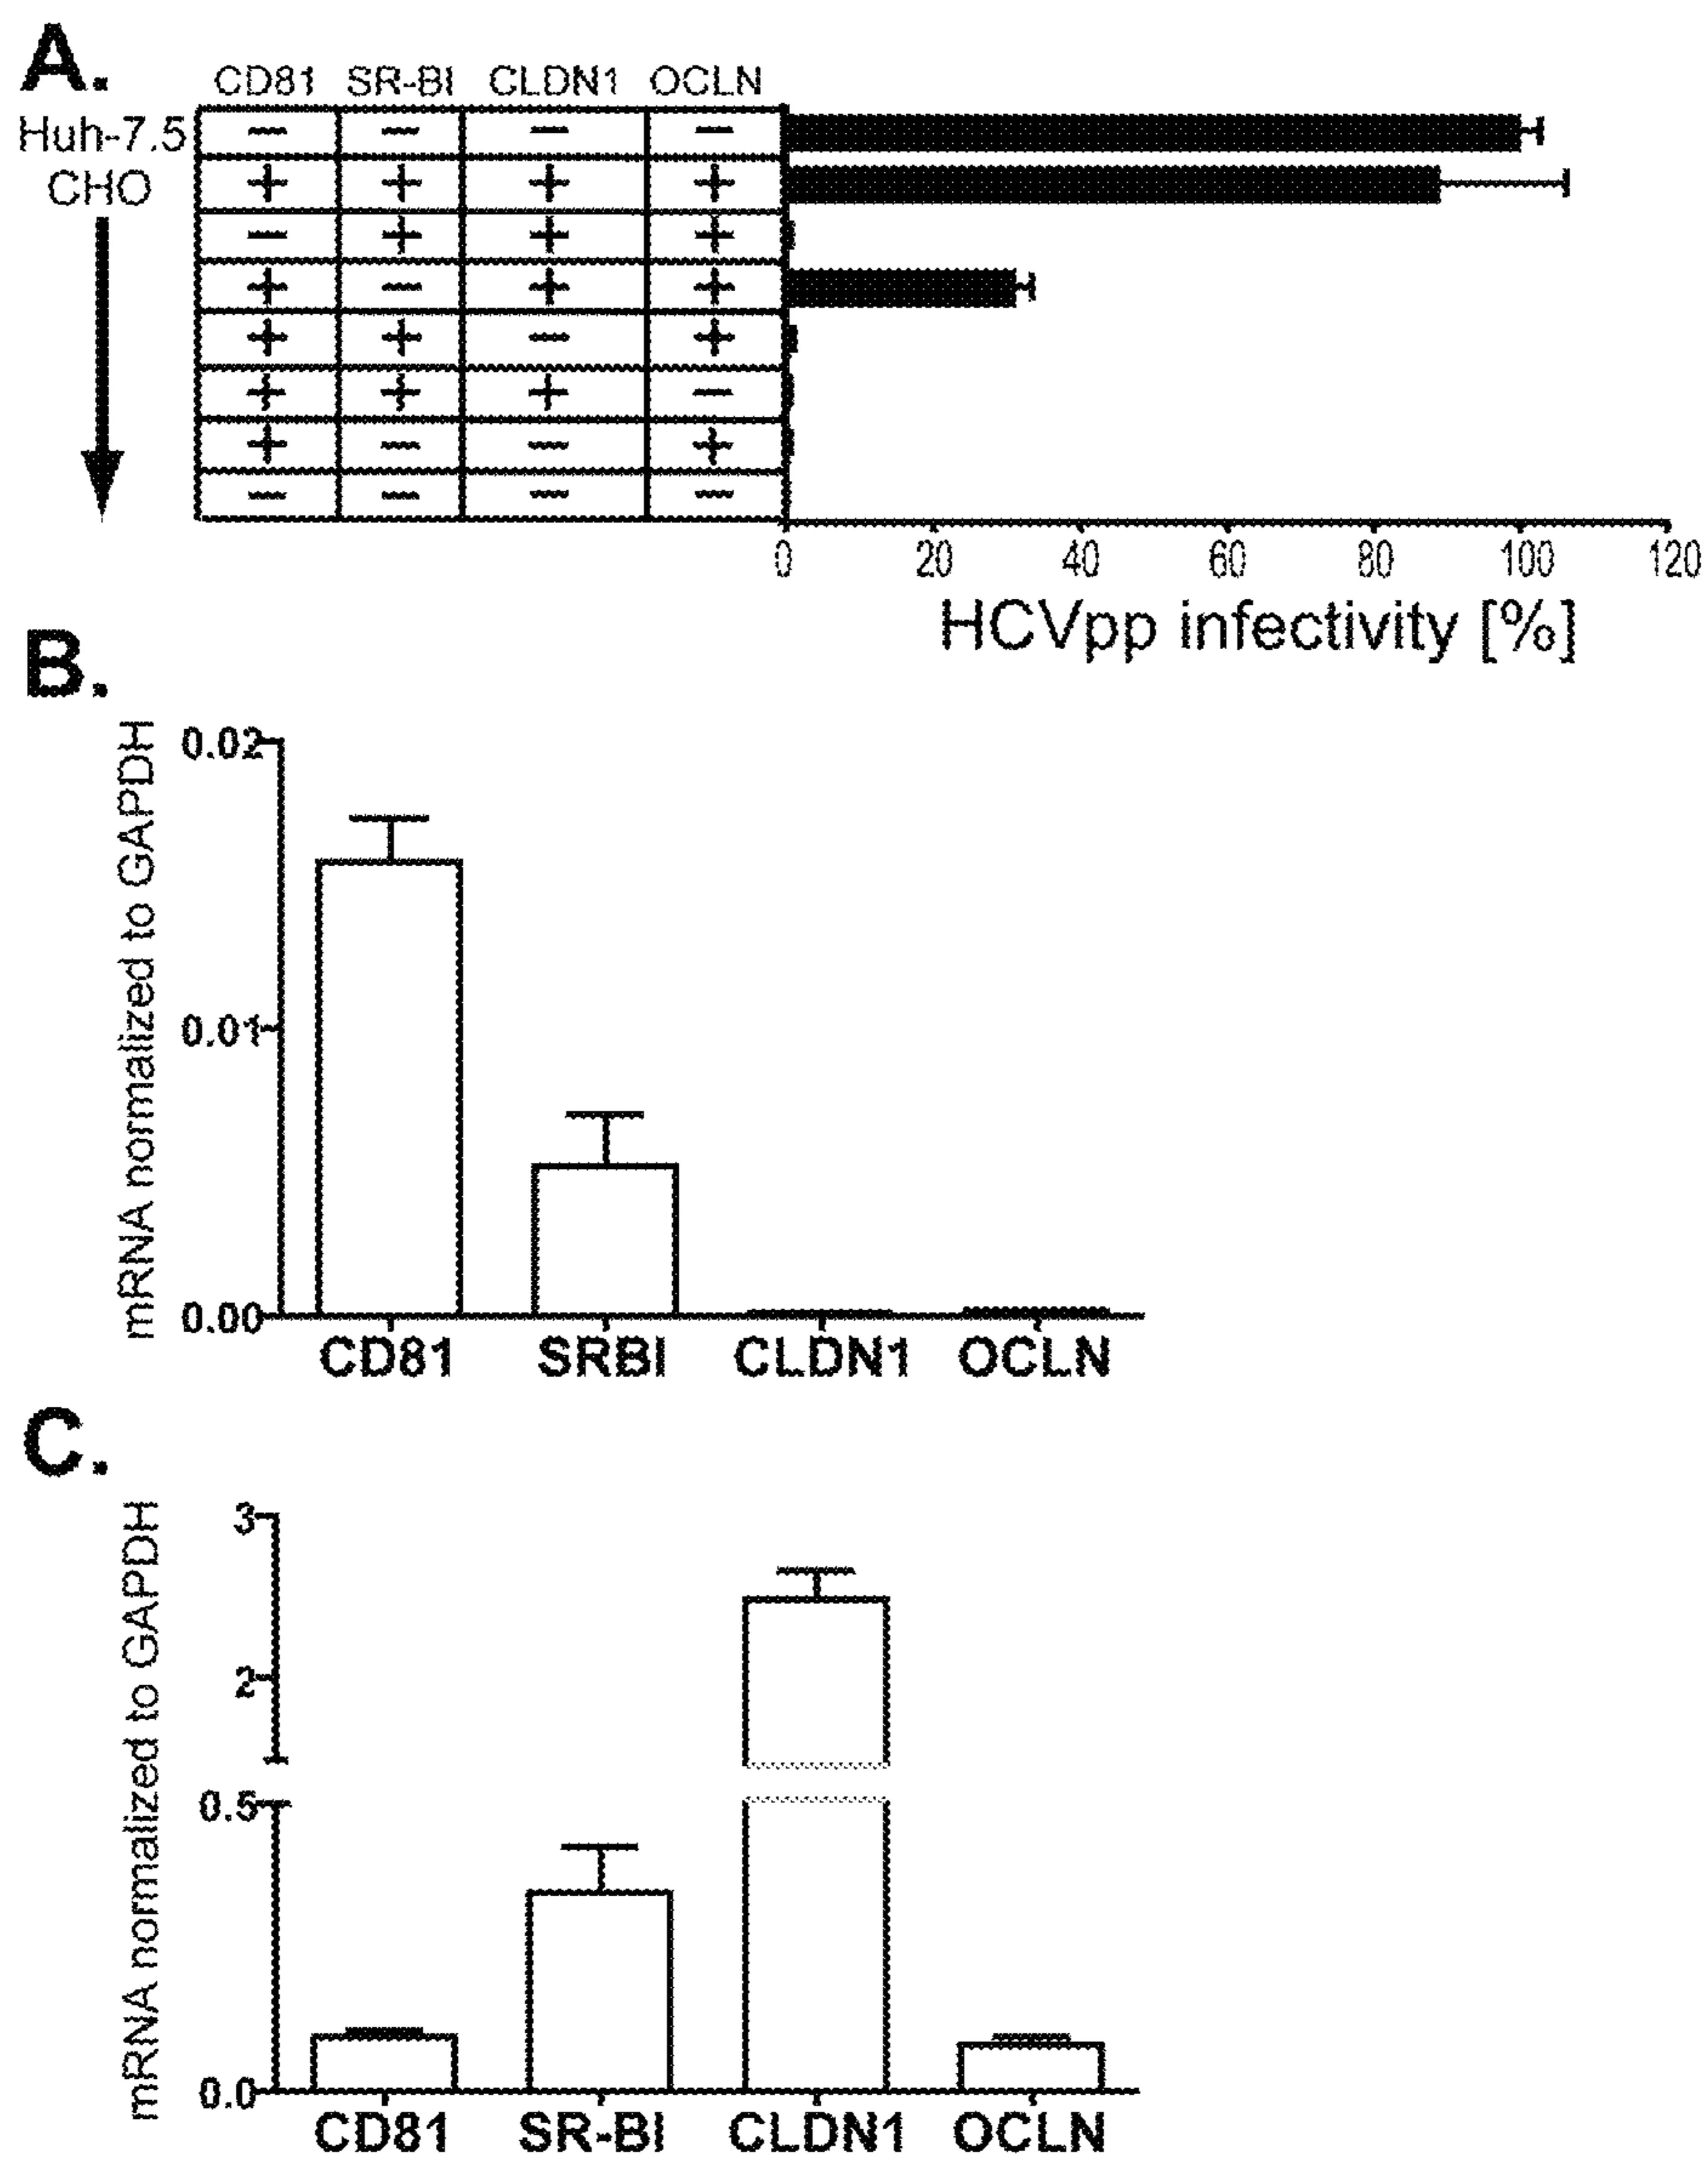 A.
CD81 SR-BI CLDN1 OCLN
Huh-7.5 − − − −
CHO + + + +
− + + +
+ − + +
+ + − +
+ + + −
+ − − +
− − − −
0 20 40 60 80 100 120
HCVpp infectivity [%]
B.
mRNA normalized to GAPDH
0.02
0.01
0.00
CD81 SRBI CLDN1 OCLN
C.
mRNA normalized to GAPDH
3
2
0.5
0.0
CD81 SR-BI CLDN1 OCLN